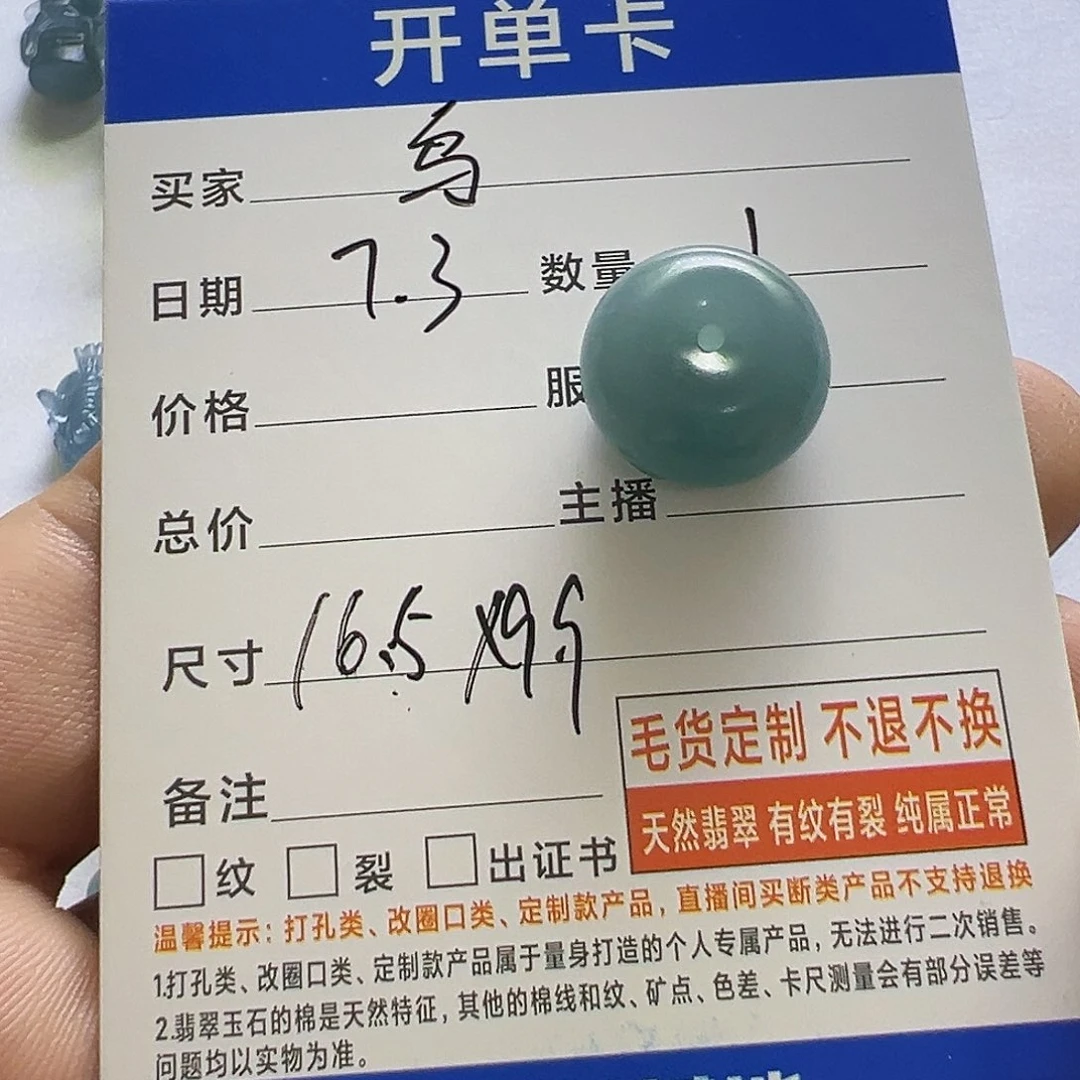 开单卡
买家 鸟
日期 7.3 数量 1
价格 服
总价 主播
尺寸 16.5 X9.9
毛货定制 不退不换
天然翡翠 有纹有裂 纯属正常
备注
纹 裂 出证书
温馨提示：打孔类、改圈口类、定制款产品，直播间买断类产品不支持退换
1.打孔类、改圈口类、定制款产品属于量身打造的个人专属产品，无法进行二次销售。
2.翡翠玉石的棉是天然特征，其他的棉线和纹、矿点、色差、卡尺测量会有部分误差等
问题均以实物为准。